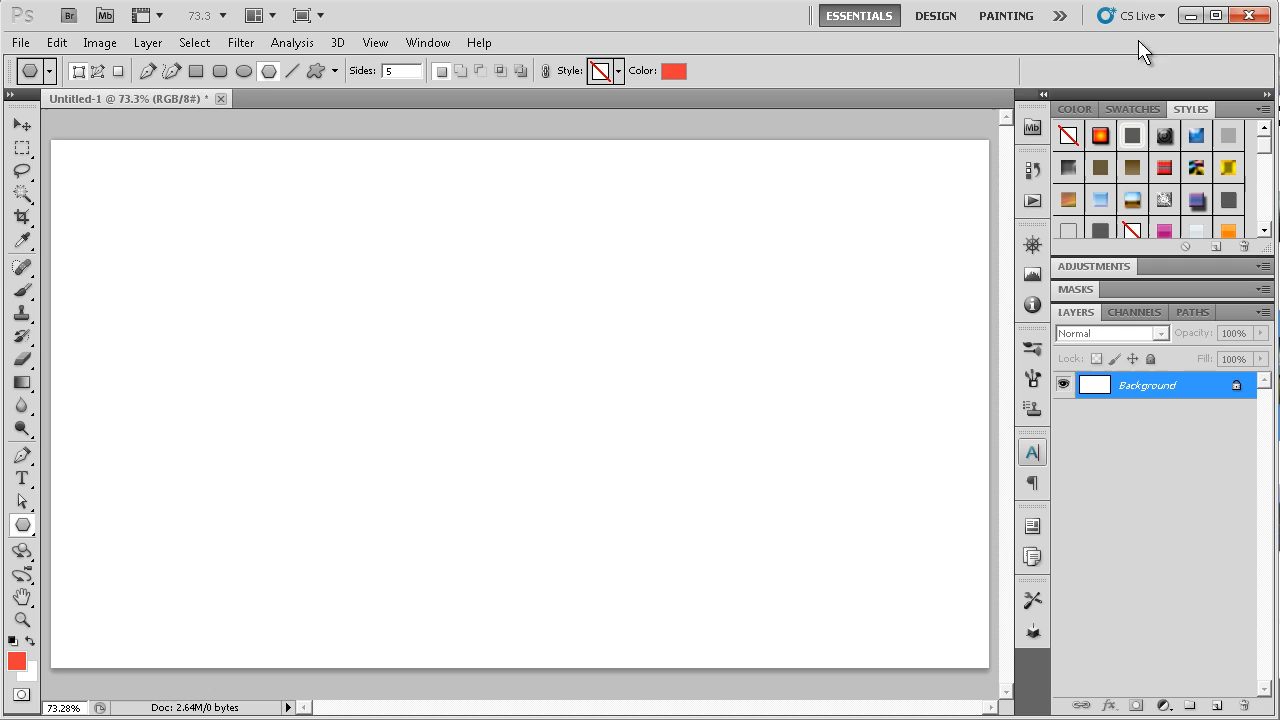 Ps Br Mb 73.3 ESSENTIALS DESIGN PAINTING CS Live
File Edit Image Layer Select Filter Analysis 3D View Window Help
Sides: 5 Style: Color:
Untitled-1 @ 73.3% (RGB/8#) *
COLOR SWATCHES STYLES
Mb
ADJUSTMENTS
MASKS
LAYERS CHANNELS PATHS
Normal Opacity: 100%
Lock: Fill: 100%
Background
A
T
73.28% Doc: 2.64M/0 bytes
fx